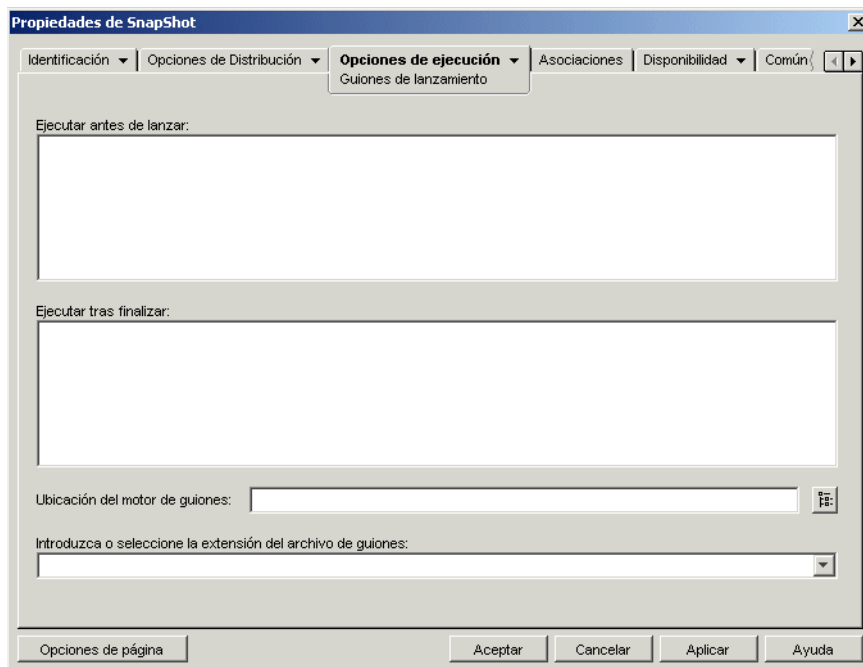 Propiedades de SnapShot
Identificación Opciones de Distribución Opciones de ejecución Asociaciones Disponibilidad Común
Guiones de lanzamiento
Ejecutar antes de lanzar:
Ejecutar tras finalizar:
Ubicación del motor de guiones:
Introduzca o seleccione la extensión del archivo de guiones:
Opciones de página Aceptar Cancelar Aplicar Ayuda